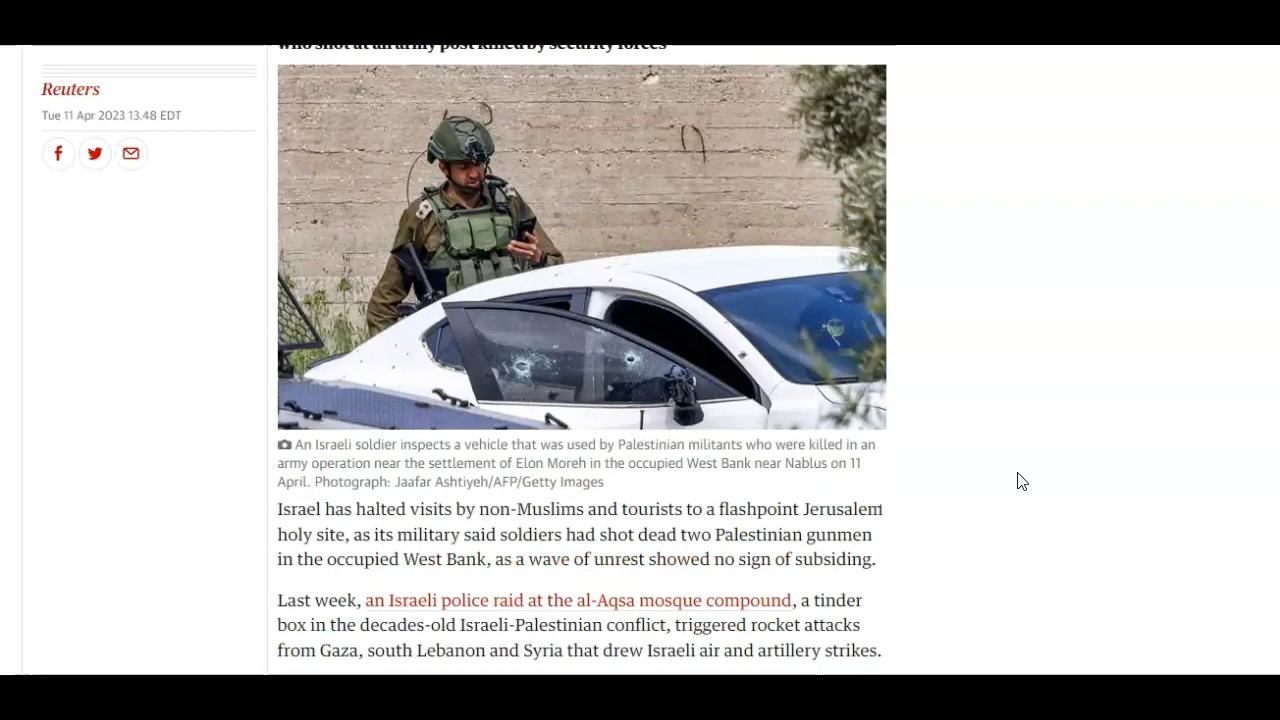 who shot at an army post killed by security forces
Reuters
Tue 11 Apr 2023 13.48 EDT
An Israeli soldier inspects a vehicle that was used by Palestinian militants who were killed in an
army operation near the settlement of Elon Moreh in the occupied West Bank near Nablus on 11
April. Photograph: Jaafar Ashtiyeh/AFP/Getty Images
Israel has halted visits by non-Muslims and tourists to a flashpoint Jerusalem
holy site, as its military said soldiers had shot dead two Palestinian gunmen
in the occupied West Bank, as a wave of unrest showed no sign of subsiding.
Last week, an Israeli police raid at the al-Aqsa mosque compound, a tinder
box in the decades-old Israeli-Palestinian conflict, triggered rocket attacks
from Gaza, south Lebanon and Syria that drew Israeli air and artillery strikes.